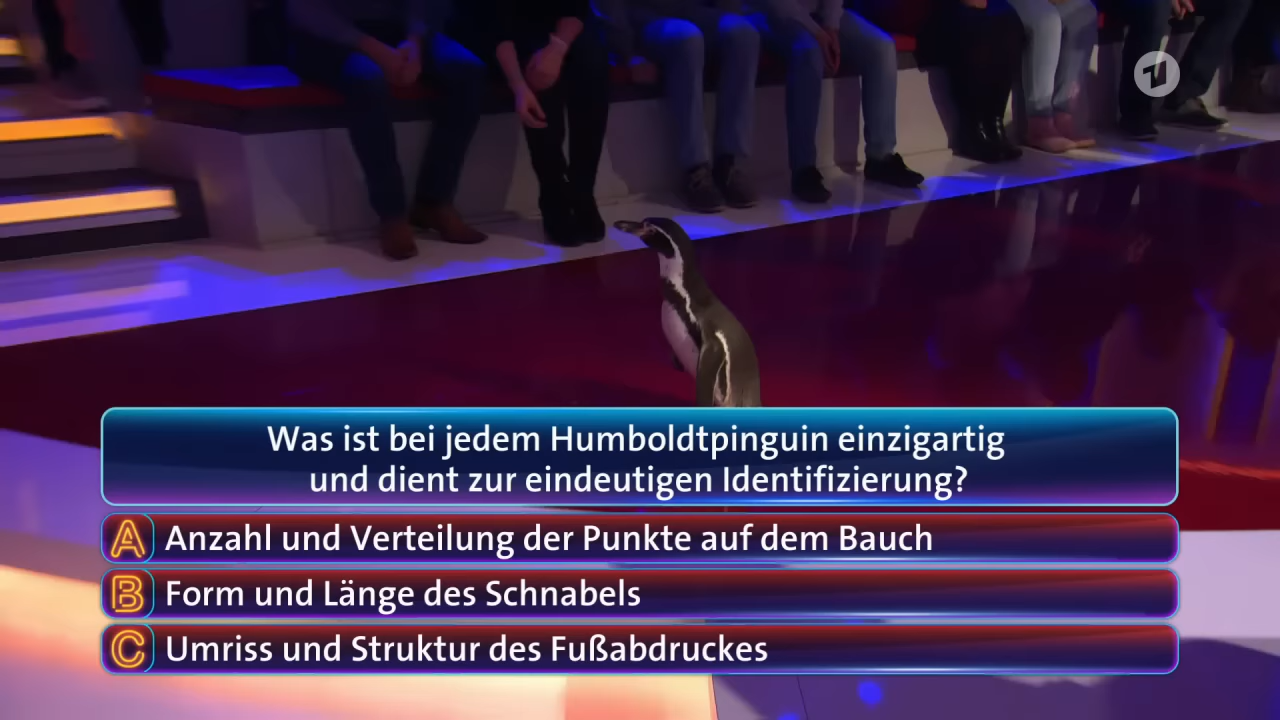 Was ist bei jedem Humboldtpinguin einzigartig
und dient zur eindeutigen Identifizierung?
A Anzahl und Verteilung der Punkte auf dem Bauch
B Form und Länge des Schnabels
C Umriss und Struktur des Fußabdruckes